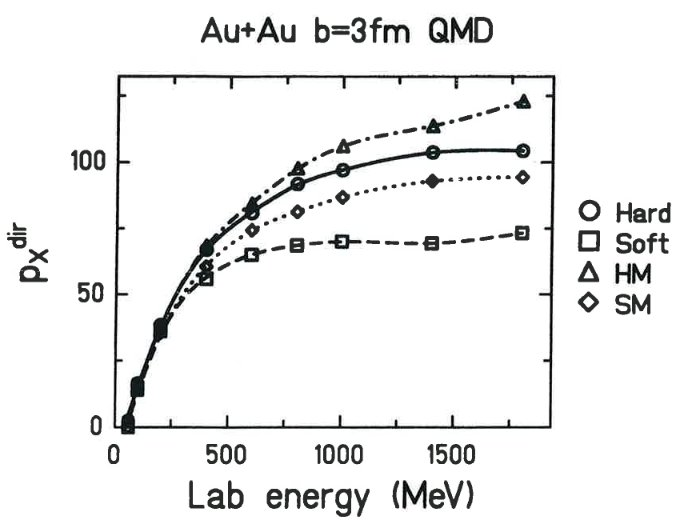 Au+Au b=3fm QMD
100
50
0
p_x^dir
0 500 1000 1500
Lab energy (MeV)
Hard
Soft
HM
SM